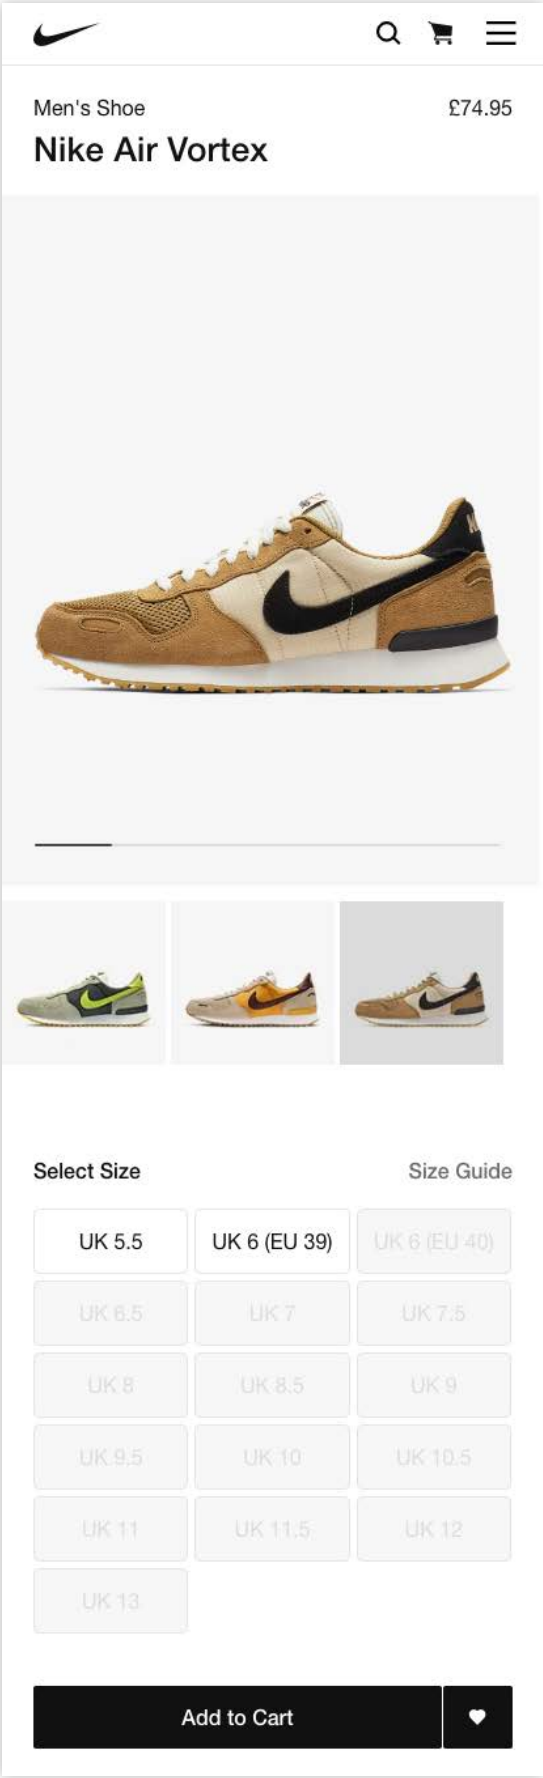 Men's Shoe £74.95
Nike Air Vortex
Select Size Size Guide
UK 5.5 UK 6 (EU 39) UK 6 (EU 40)
UK 6.5 UK 7 UK 7.5
UK 8 UK 8.5 UK 9
UK 9.5 UK 10 UK 10.5
UK 11 UK 11.5 UK 12
UK 13
Add to Cart